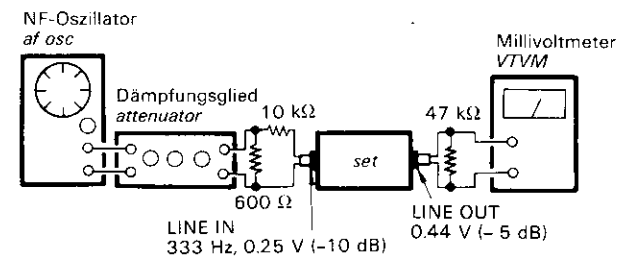 NF-Oszillator
af osc
Dämpfungsglied
attenuator
10 kΩ
600 Ω
set
47 kΩ
Millivoltmeter
VTVM
LINE IN
333 Hz, 0.25 V (–10 dB)
LINE OUT
0.44 V (– 5 dB)